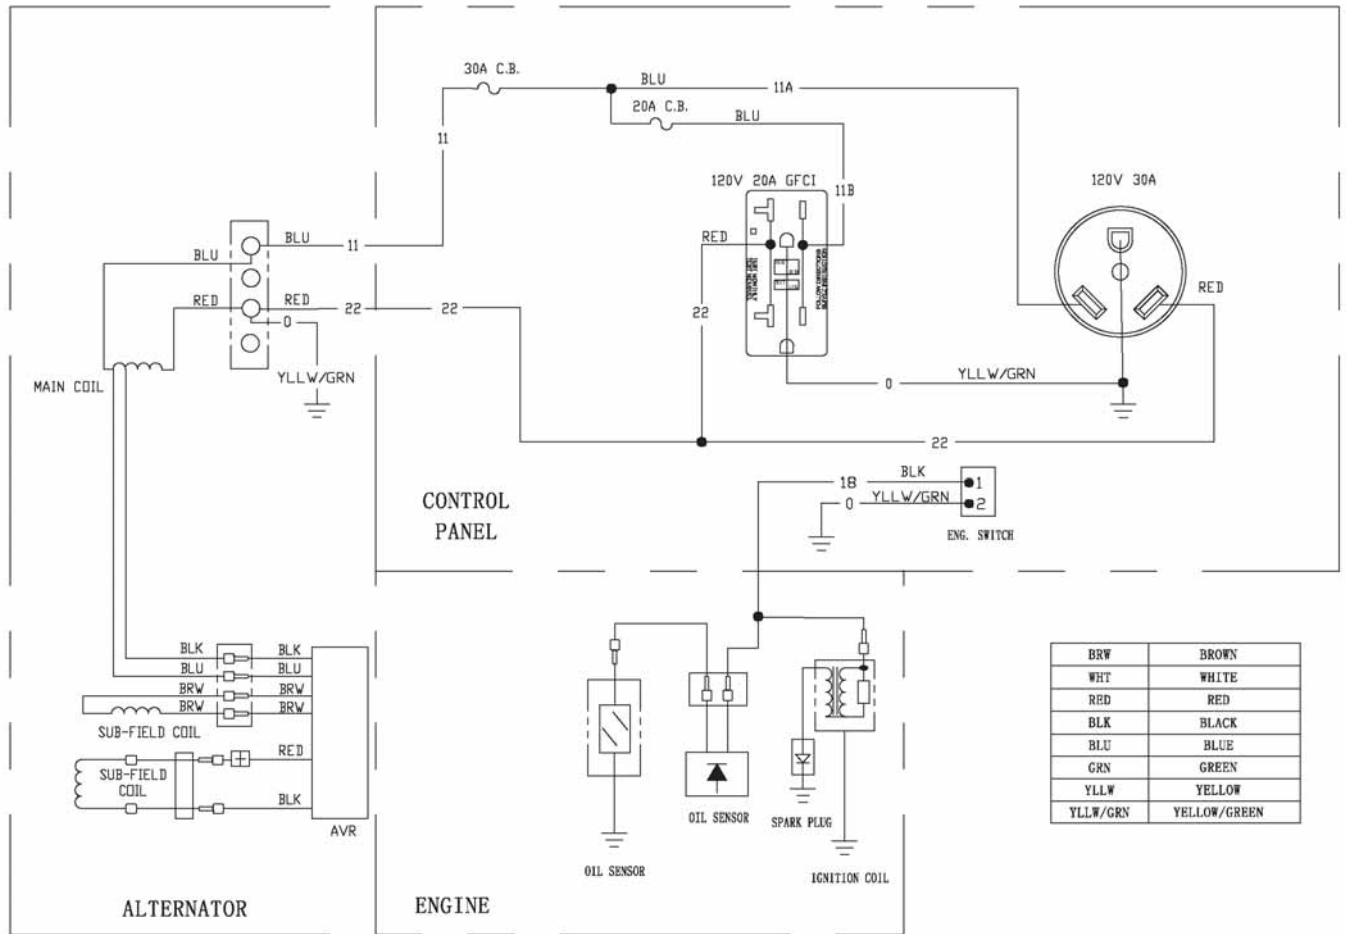 30A C.B.
BLU
11A
20A C.B.
BLU
11
120V 20A GFCI
11B
120V 30A
BLU
11
BLU
RED
RED
RED
RED
22
22
22
0
YLLW/GRN
MAIN COIL
YLLW/GRN
0
22
CONTROL
PANEL
18
BLK
1
0
YLLW/GRN
2
ENG. SWITCH
BLK
BLK
BLU
BLU
BRW
BRW
BRW
BRW
SUB-FIELD COIL
RED
SUB-FIELD
COIL
BLK
AVR
OIL SENSOR
OIL SENSOR
SPARK PLUG
IGNITION COIL
ALTERNATOR
ENGINE
BRW BROWN
WHT WHITE
RED RED
BLK BLACK
BLU BLUE
GRN GREEN
YLLW YELLOW
YLLW/GRN YELLOW/GREEN